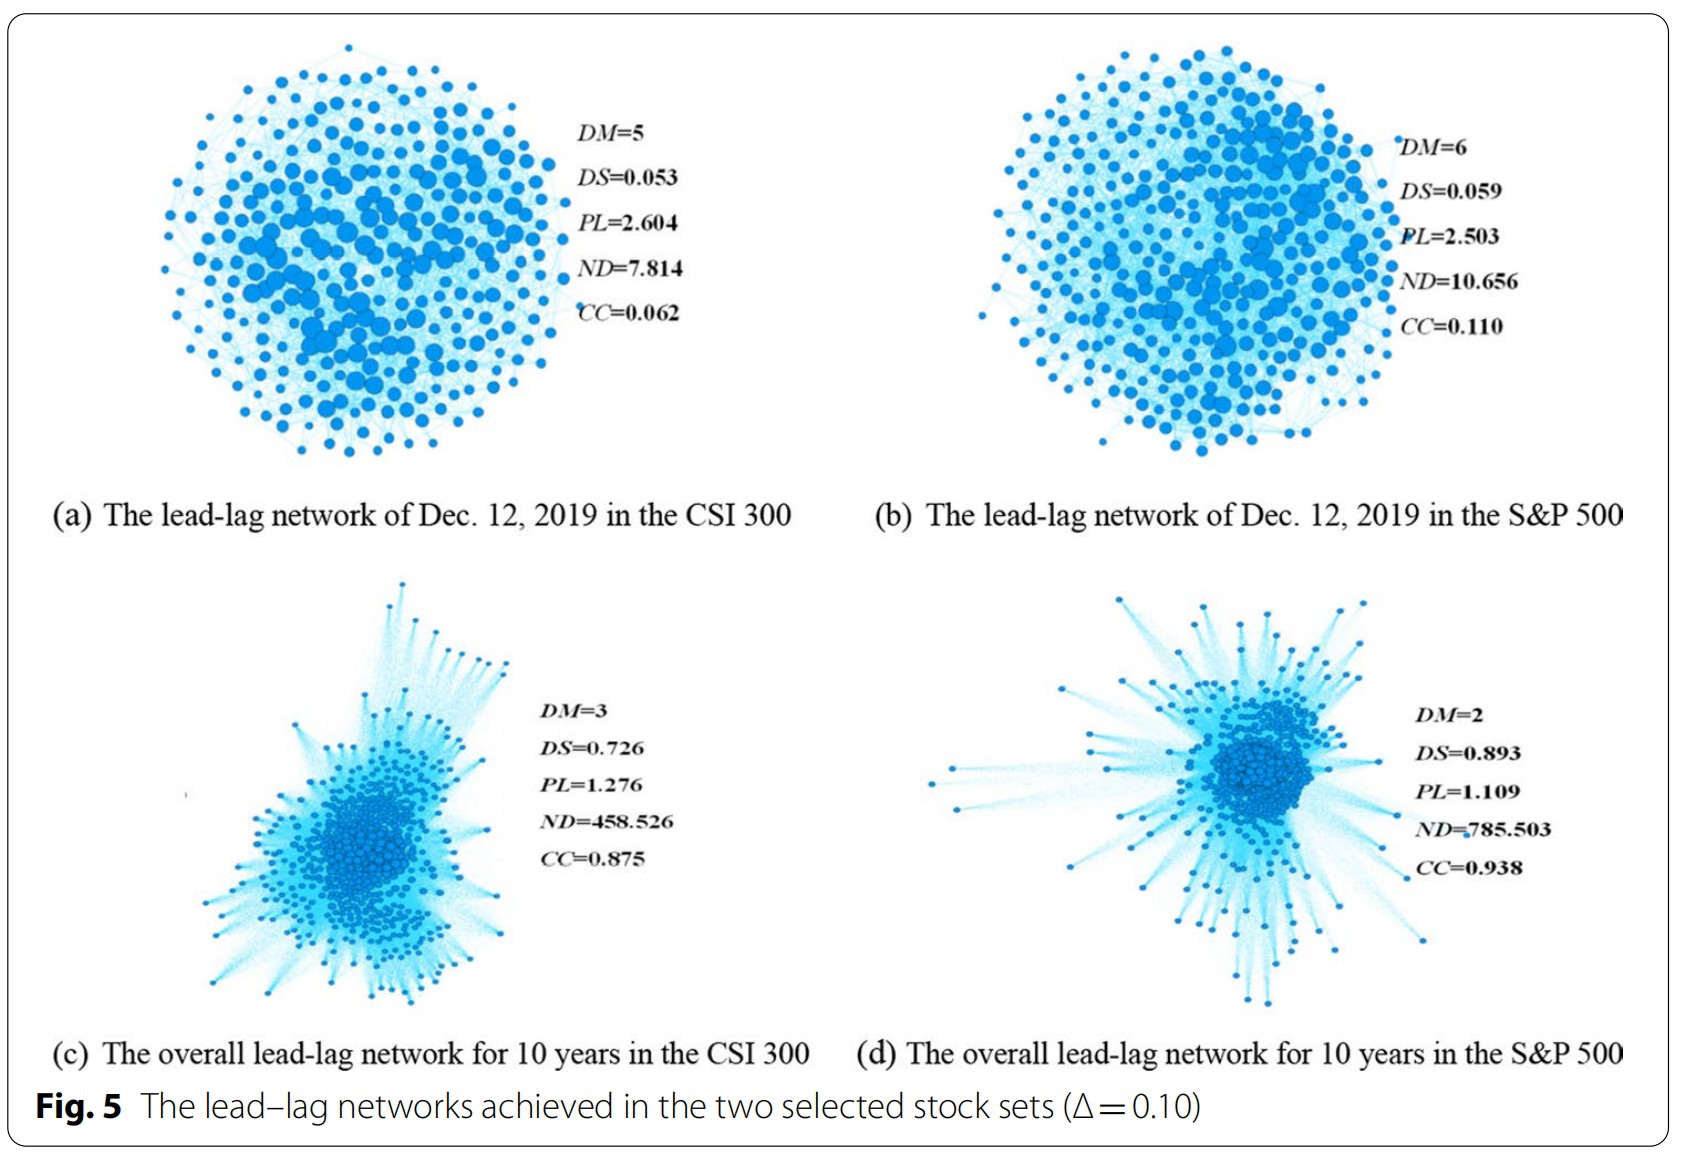 DM=5
DS=0.053
PL=2.604
ND=7.814
CC=0.062
DM=6
DS=0.059
PL=2.503
ND=10.656
CC=0.110
(a) The lead-lag network of Dec. 12, 2019 in the CSI 300
(b) The lead-lag network of Dec. 12, 2019 in the S&P 500
DM=3
DS=0.726
PL=1.276
ND=458.526
CC=0.875
DM=2
DS=0.893
PL=1.109
ND=785.503
CC=0.938
(c) The overall lead-lag network for 10 years in the CSI 300
(d) The overall lead-lag network for 10 years in the S&P 500
Fig. 5 The lead–lag networks achieved in the two selected stock sets (Δ = 0.10)